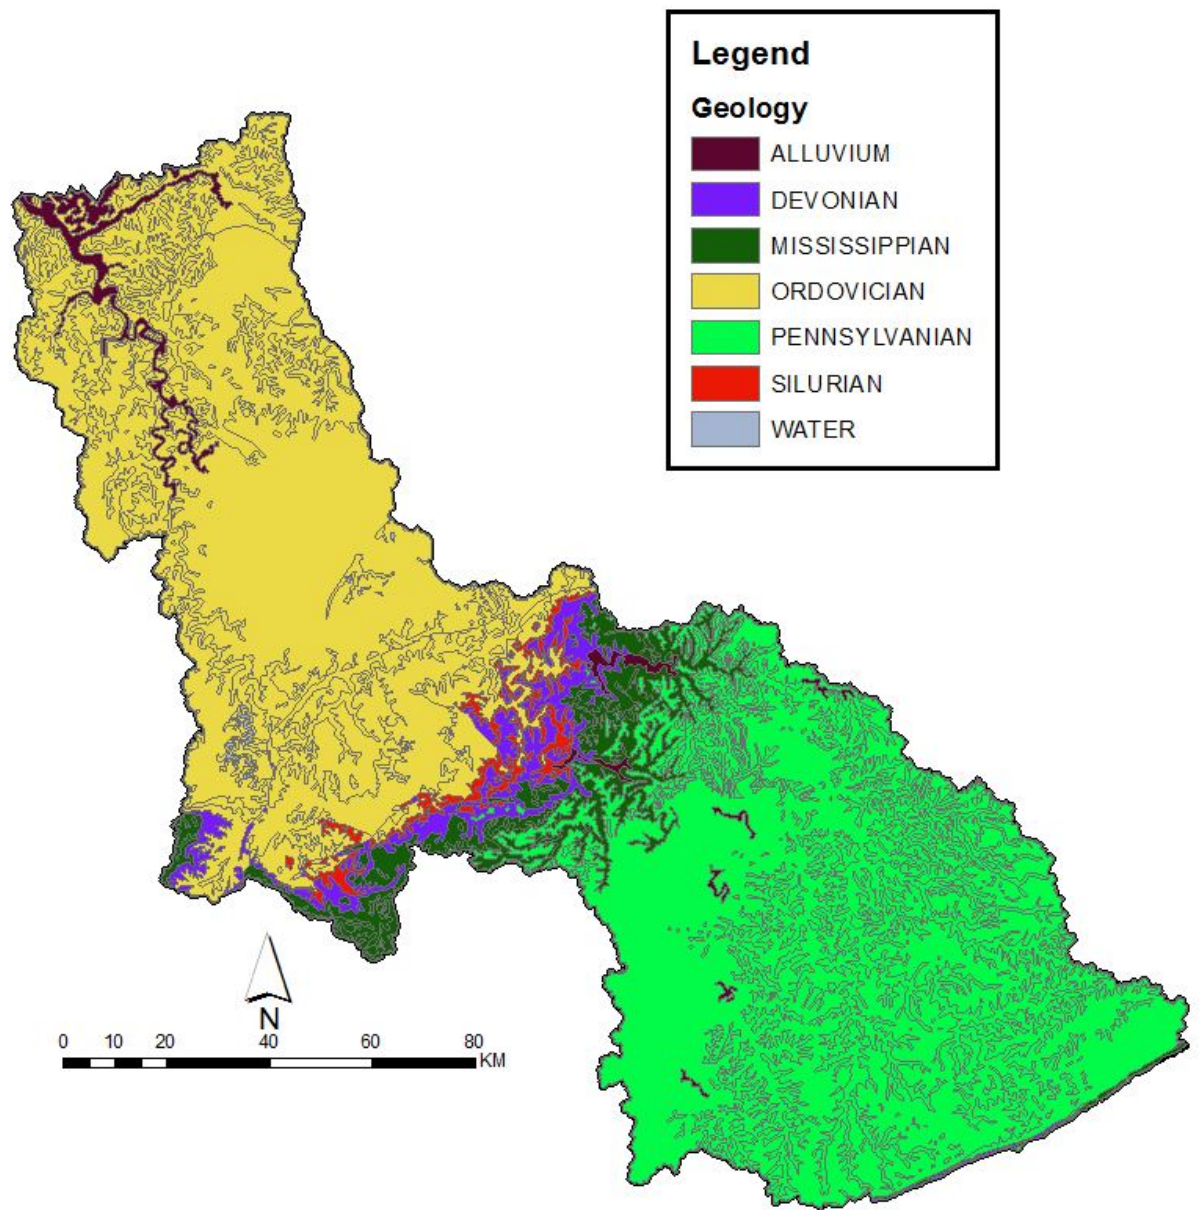 Legend
Geology
ALLUVIUM
DEVONIAN
MISSISSIPPIAN
ORDOVICIAN
PENNSYLVANIAN
SILURIAN
WATER
N
0 10 20 40 60 80
KM